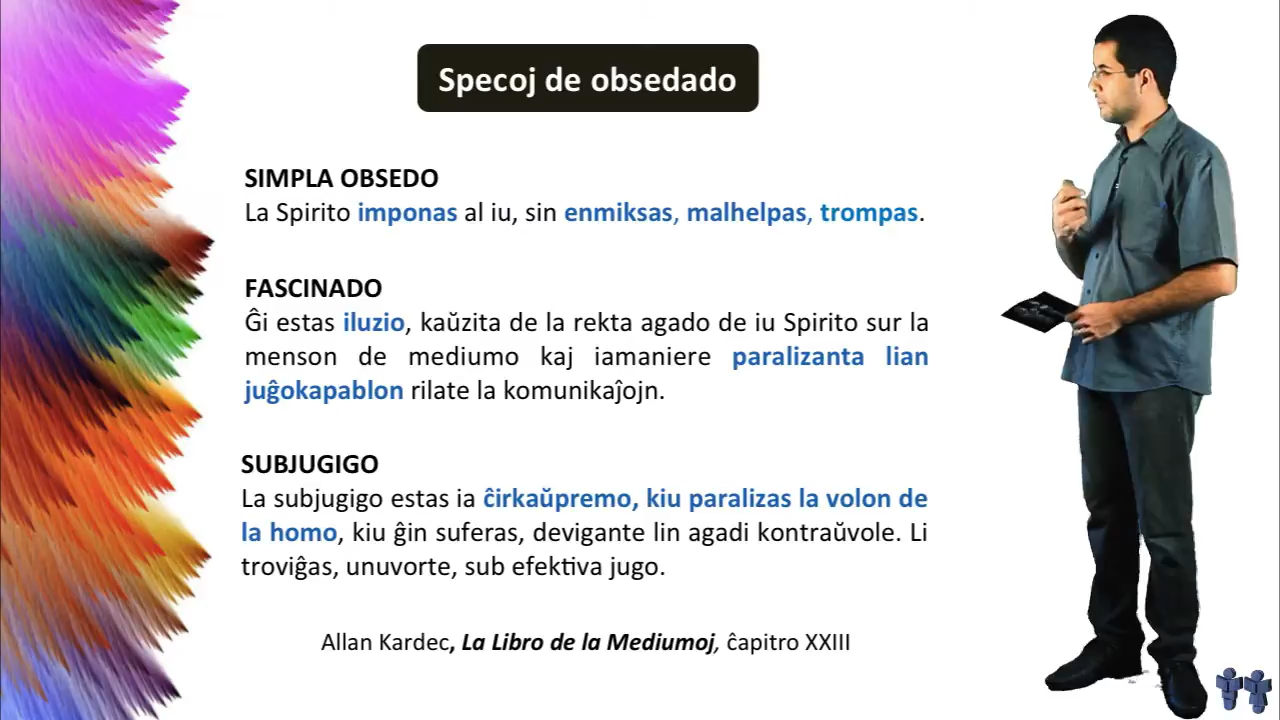 Specoj de obsedado
SIMPLA OBSEDO
La Spirito imponas al iu, sin enmiksas, malhelpas, trompas.
FASCINADO
Ĝi estas iluzio, kaŭzita de la rekta agado de iu Spirito sur la
menson de mediumo kaj iamaniere paralizanta lian
juĝokapablon rilate la komunikaĵojn.
SUBJUGIGO
La subjugigo estas ia ĉirkaŭpremo, kiu paralizas la volon de
la homo, kiu ĝin suferas, devigante lin agadi kontraŭvole. Li
troviĝas, unuvorte, sub efektiva jugo.
Allan Kardec, La Libro de la Mediumoj, ĉapitro XXIII